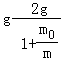 g 2g / (1 + m₀/m)